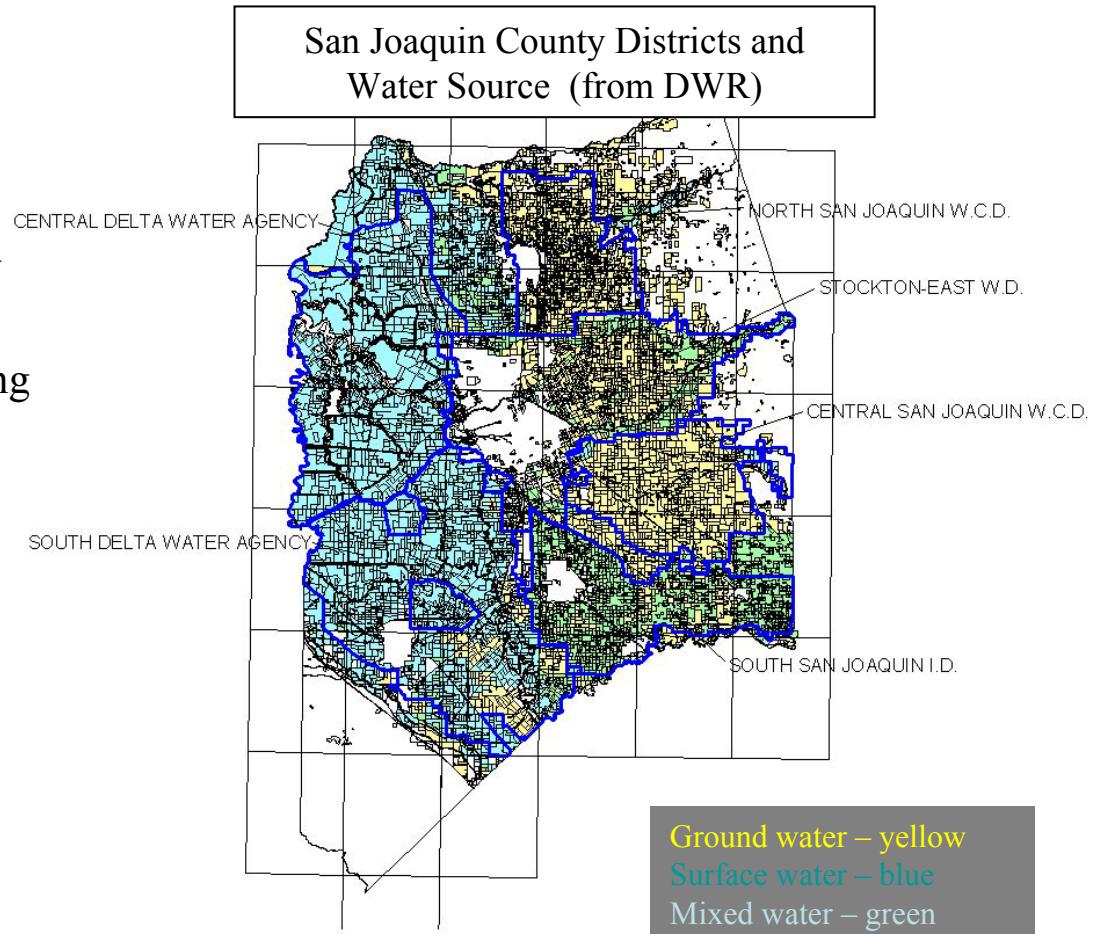 San Joaquin County Districts and
Water Source (from DWR)
CENTRAL DELTA WATER AGENCY
NORTH SAN JOAQUIN W.C.D.
STOCKTON-EAST W.D.
ng
CENTRAL SAN JOAQUIN W.C.D.
SOUTH DELTA WATER AGENCY
SOUTH SAN JOAQUIN I.D.
Ground water – yellow
Surface water – blue
Mixed water – green